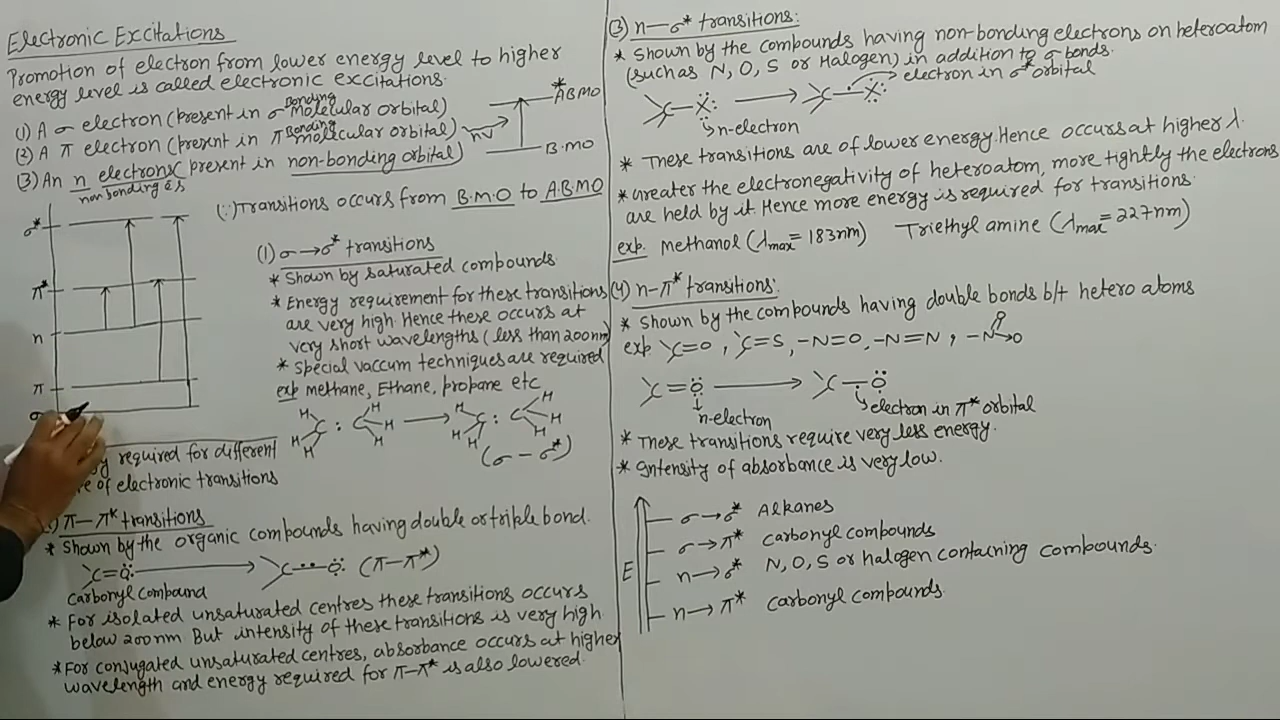 Electronic Excitations
Promotion of electron from lower energy level to higher
energy level is called electronic excitations.
(1) A σ electron (present in σ Bonding Molecular orbital)
(2) A π electron (present in π Bonding molecular orbital)
(3) An n electrons (present in non-bonding orbital)
non bonding e⁻s
hν
A.B.MO*
B.MO
(∵) Transitions occurs from B.M.O to A.B.M.O
σ*
π*
n
π
σ
required for different
of electronic transitions
(1) σ→σ* transitions
* Shown by saturated compounds
* Energy requirement for these transitions
are very high. Hence these occurs at
very short wavelengths (less than 200nm)
* Special vaccum techniques are required
exp methane, Ethane, propane etc
H H H C : C H H H → H H H C : C H H H
(σ - σ*)
π-π* transitions
* Shown by the organic compounds having double or triple bond.
C=Ö: → C—Ö: (π-π*)
carbonyl compound
* For isolated unsaturated centres these transitions occurs
below 200nm But intensity of these transitions is very high
* For conjugated unsaturated centres, absorbance occurs at higher
wavelength and energy required for π-π* is also lowered.
(3) n—σ* transitions:
* Shown by the compounds having non-bonding electrons on heteroatom
(such as N, O, S or Halogen) in addition to σ bonds.
C—X: → C—X: electron in σ* orbital
n-electron
* These transitions are of lower energy. Hence occurs at higher λ.
* Greater the electronegativity of heteroatom, more tightly the electrons
are held by it. Hence more energy is required for transitions.
exp. methanol (λmax = 183nm) Triethyl amine (λmax = 227nm)
(4) n-π* transitions:
* Shown by the compounds having double bonds b/t hetero atoms
exp C=O, C=S, -N=O, -N=N, -N O →O
C=Ö → C—Ö
n-electron electron in π* orbital
* These transitions require very less energy.
* Intensity of absorbance is very low.
E
σ→σ* Alkanes
σ→π* carbonyl compounds
n→σ* N, O, S or halogen containing compounds.
n→π* carbonyl compounds.